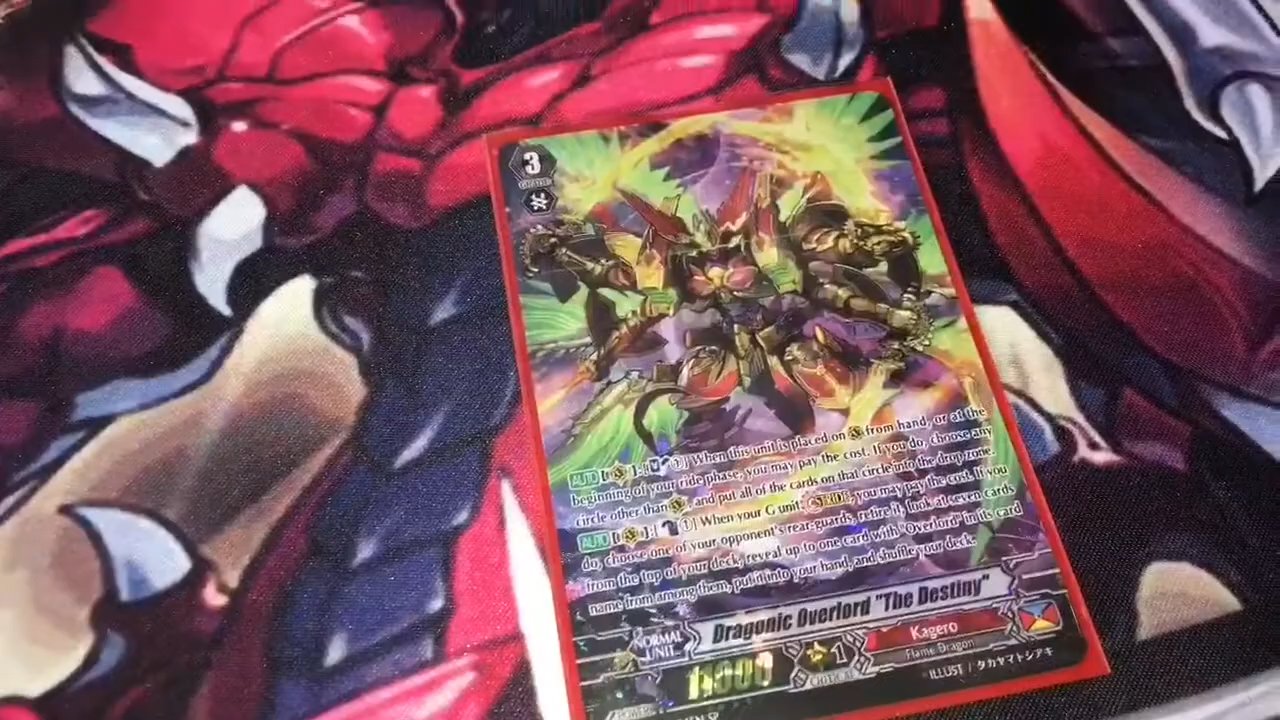 3
GRADE
AUTO [ ] : [ ① ] When this unit is placed on from hand, or at the
beginning of your ride phase, you may pay the cost. If you do, choose any
circle other than , and put all of the cards on that circle into the drop zone.
AUTO [ ] : [ ① ] When your G unit STRIDE, you may pay the cost. If you
do, choose one of your opponent's rear-guards, retire it, look at seven cards
from the top of your deck, reveal up to one card with "Overlord" in its card
name from among them, put it into your hand, and shuffle your deck.
Dragonic Overlord "The Destiny"
NORMAL
UNIT
Kagero
Flame Dragon
11000
1
POWER
CRITICAL
ILLUST / タカヤマトシアキ